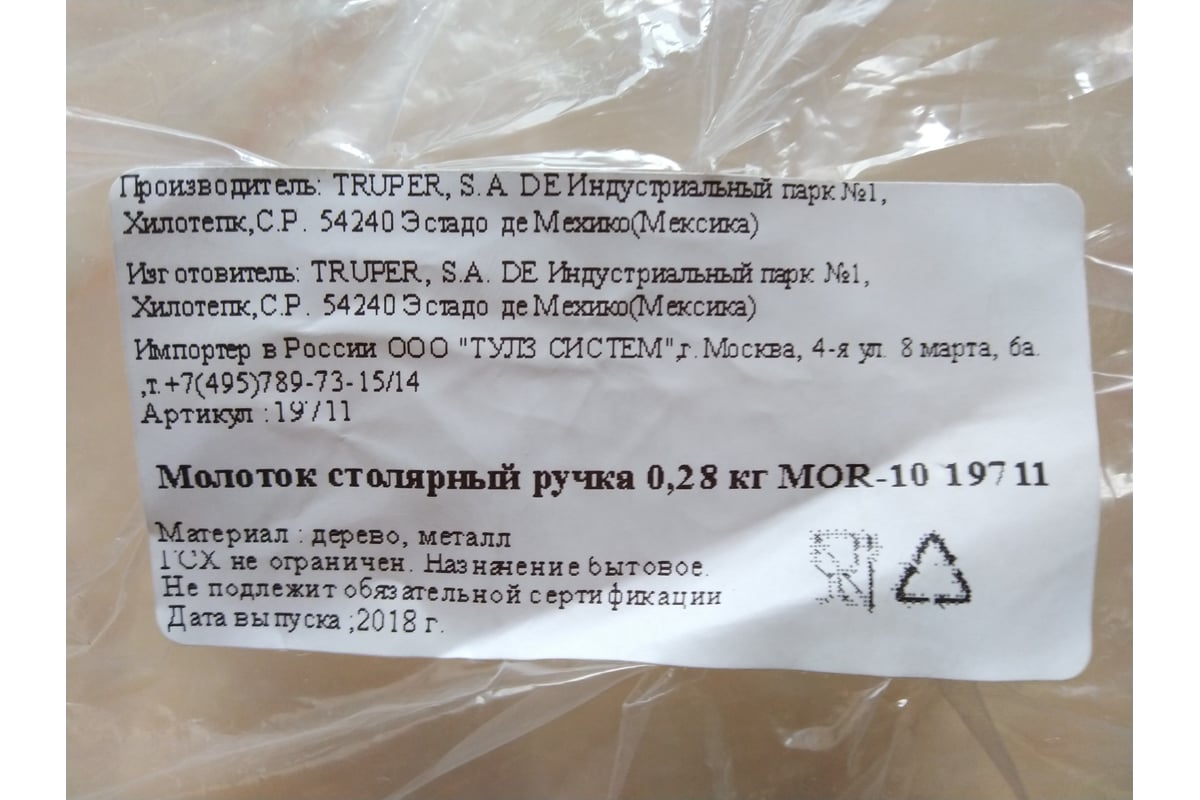 Производитель: TRUPER, S.A. DE Индустриальный парк №1,
Хилотепк,С.Р. 54240 Эстадо де Мехико(Мексика)
Изготовитель: TRUPER, S.A. DE Индустриальный парк №1,
Хилотепк,С.Р. 54240 Эстадо де Мехико(Мексика)
Импортер в России ООО "ТУЛЗ СИСТЕМ",г.Москва, 4-я ул. 8 марта, 6а.
,т.+7(495)789-73-15/14
Артикул :19711
Молоток столярный ручка 0,28 кг MOR-10 19711
Материал : дерево, металл
ГСХ не ограничен. Назначение бытовое.
Не подлежит обязательной сертификации
Дата выпуска ;2018 г.